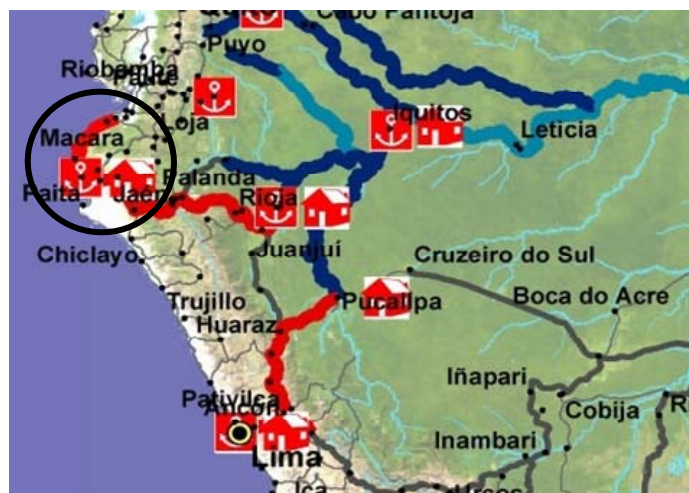 Cabo Pantoja
Puyo
Riobamba
Iquitos
Loja
Leticia
Macara
Palanda
Paita
Jaén
Rioja
Chiclayo
Juanjuí
Cruzeiro do Sul
Pucallpa
Boca do Acre
Trujillo
Huaraz
Iñapari
Pativilca
Ancón
Cobija
Inambari
Lima
Ica